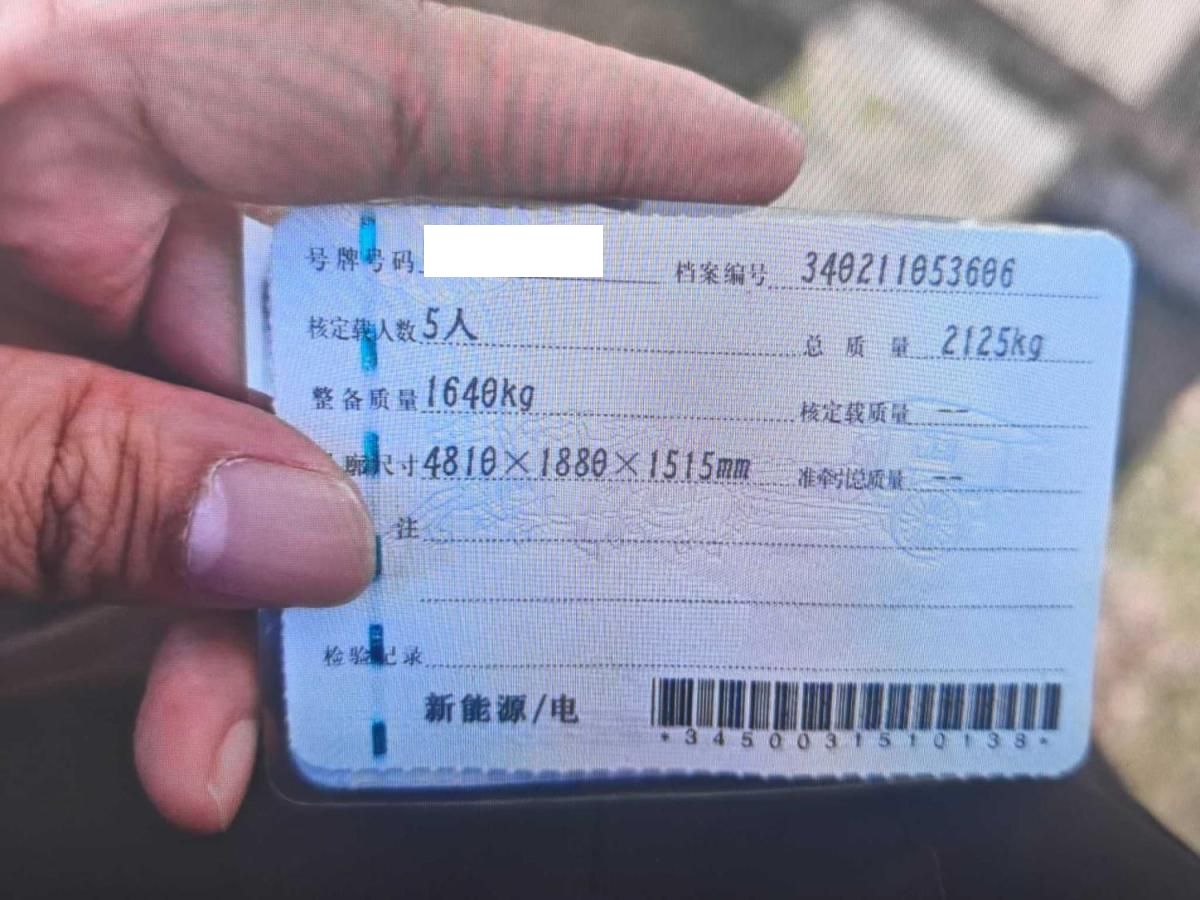 号牌号码 档案编号 340211053606
核定载人数 5人 总质量 2125kg
整备质量 1640kg 核定载质量 --
廓尺寸 4810×1880×1515mm 准牵引总质量 --
注
检验记录
新能源/电
*3450031510138*